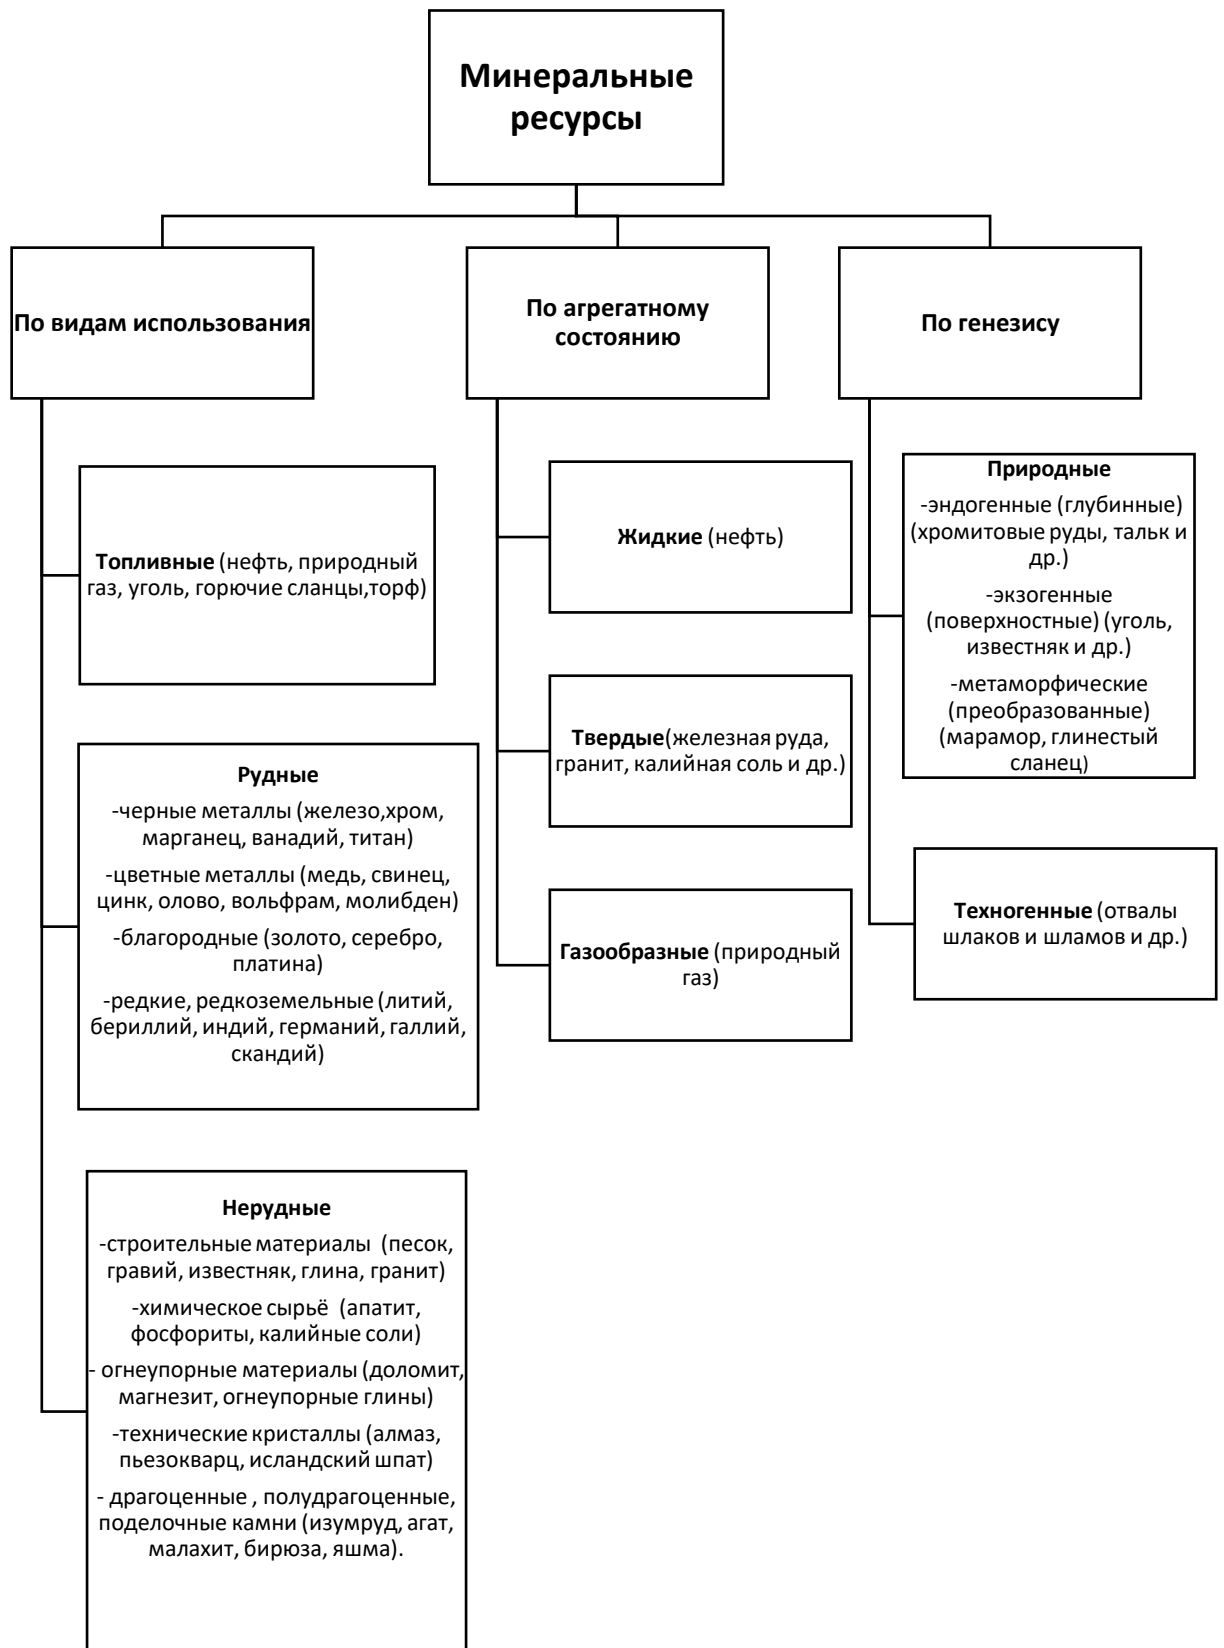 Минеральные
ресурсы
По видам использования
Топливные (нефть, природный
газ, уголь, горючие сланцы,торф)
Рудные
-черные металлы (железо,хром,
марганец, ванадий, титан)
-цветные металлы (медь, свинец,
цинк, олово, вольфрам, молибден)
-благородные (золото, серебро,
платина)
-редкие, редкоземельные (литий,
бериллий, индий, германий, галлий,
скандий)
Нерудные
-строительные материалы (песок,
гравий, известняк, глина, гранит)
-химическое сырьё (апатит,
фосфориты, калийные соли)
- огнеупорные материалы (доломит,
магнезит, огнеупорные глины)
-технические кристаллы (алмаз,
пьезокварц, исландский шпат)
- драгоценные , полудрагоценные,
поделочные камни (изумруд, агат,
малахит, бирюза, яшма).
По агрегатному
состоянию
Жидкие (нефть)
Твердые(железная руда,
гранит, калийная соль и др.)
Газообразные (природный
газ)
По генезису
Природные
-эндогенные (глубинные)
(хромитовые руды, тальк и
др.)
-экзогенные
(поверхностные) (уголь,
известняк и др.)
-метаморфические
(преобразованные)
(марамор, глинестый
сланец)
Техногенные (отвалы
шлаков и шламов и др.)